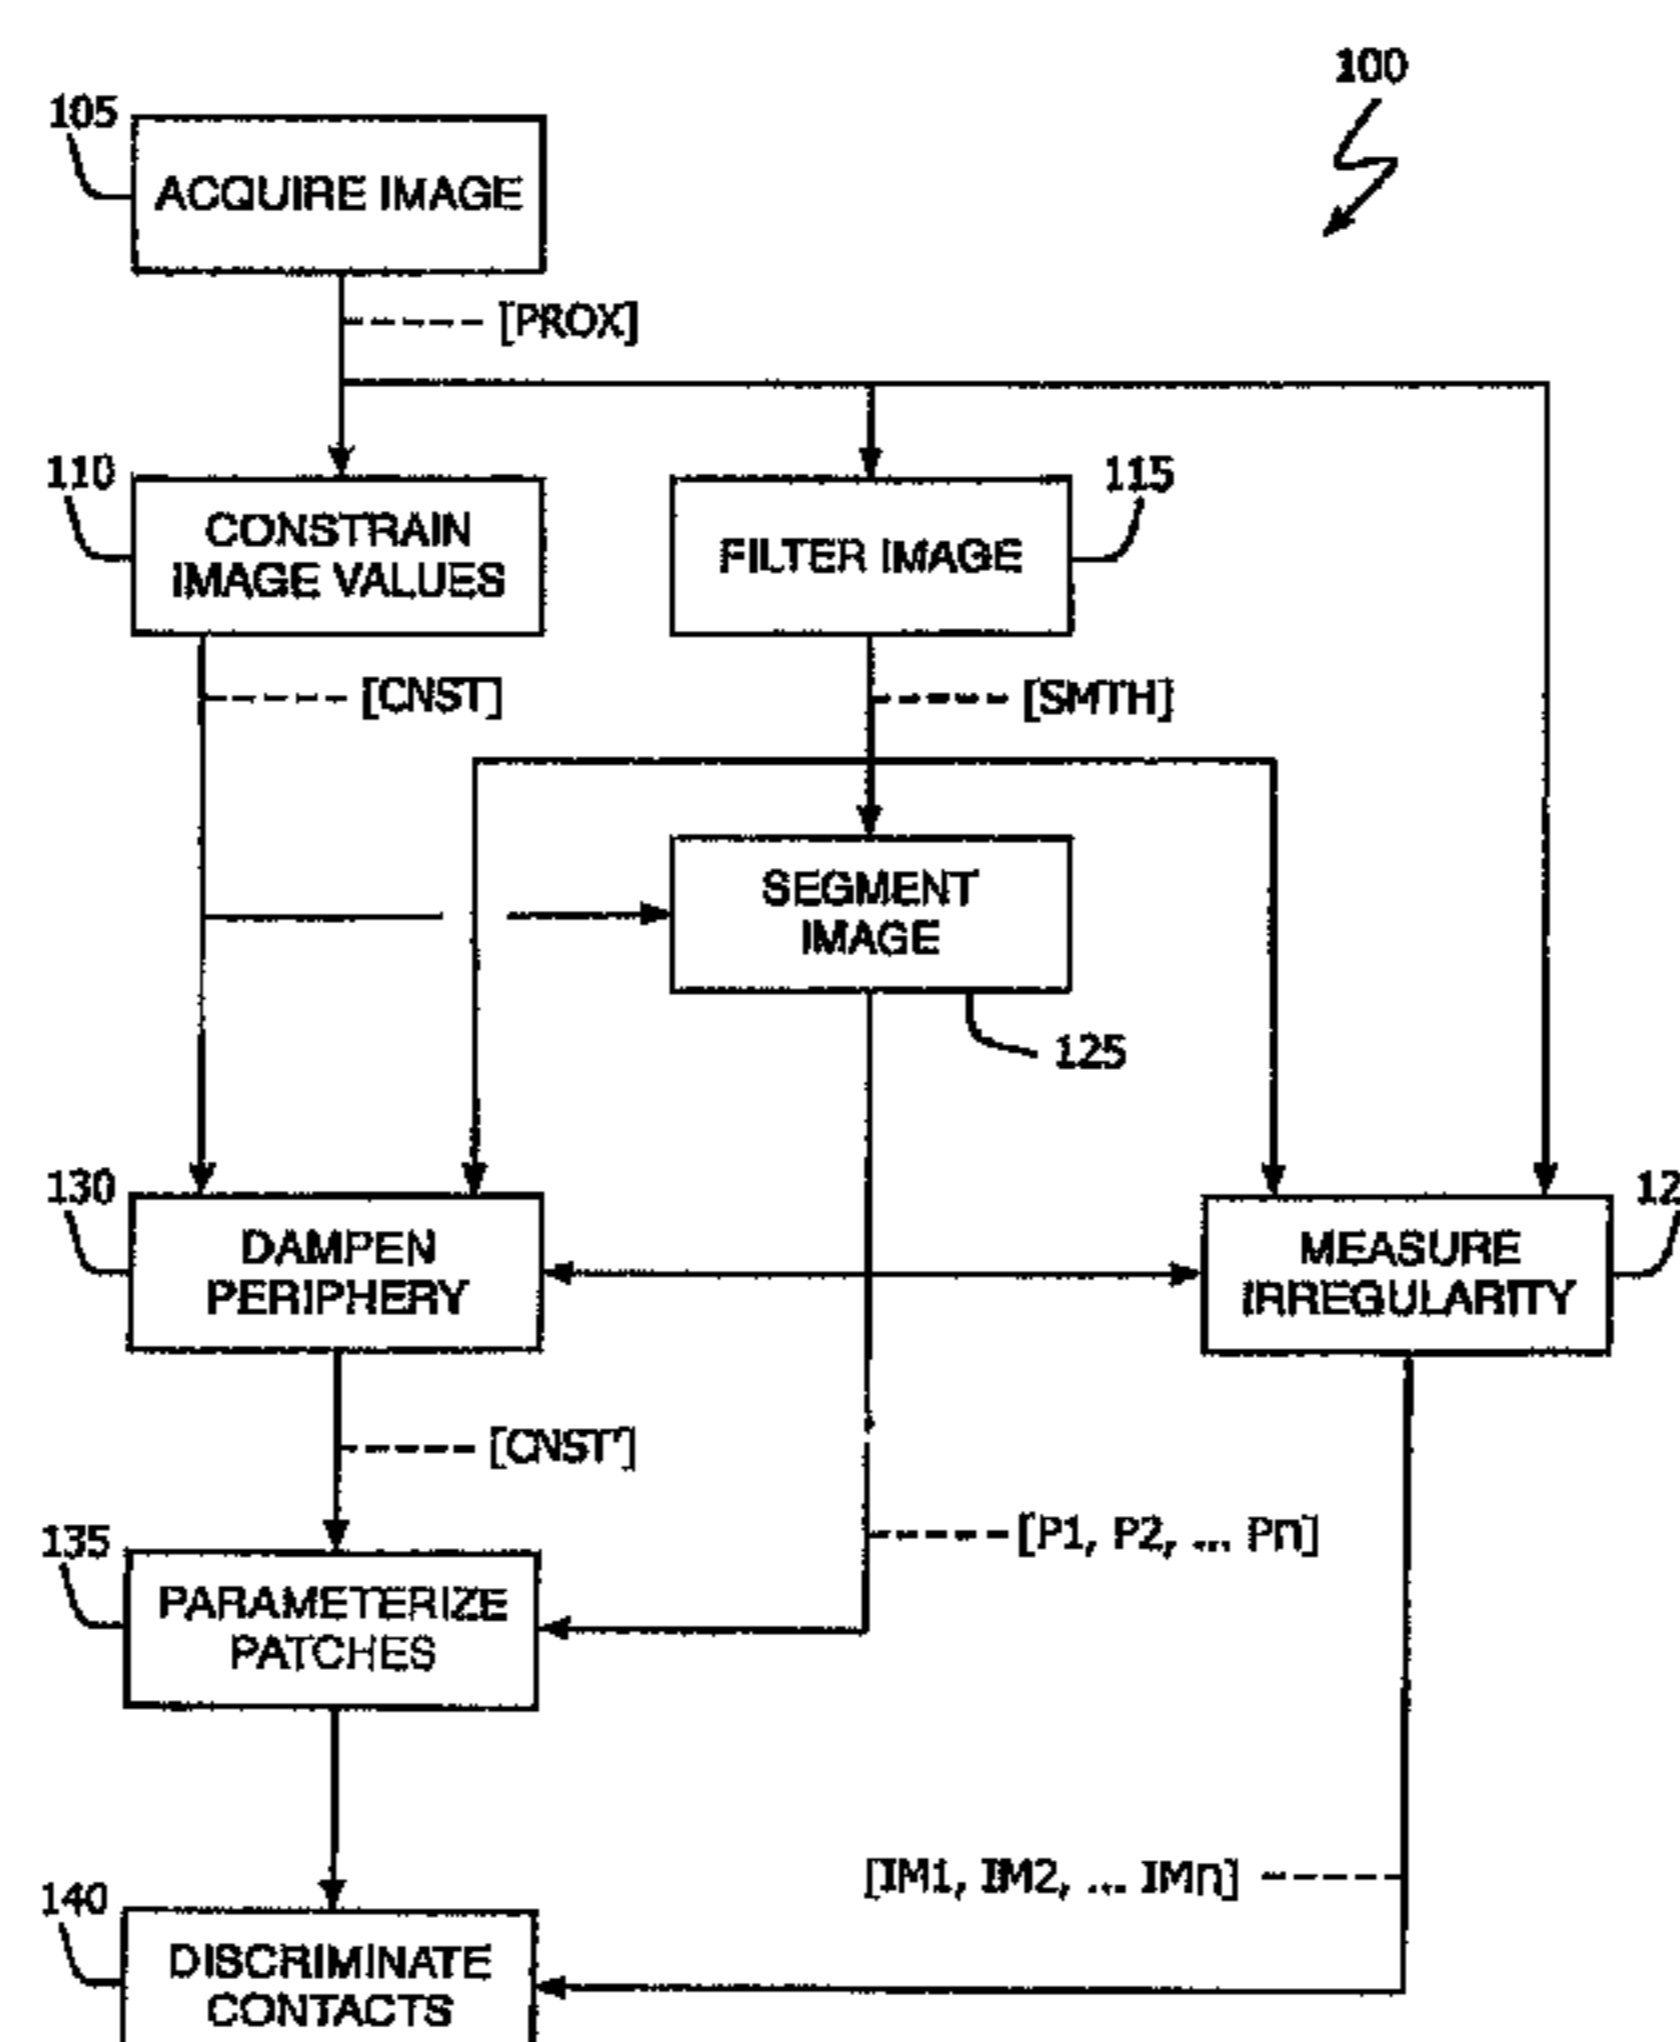 100
105
ACQUIRE IMAGE
[PROX]
110
CONSTRAIN
IMAGE VALUES
115
FILTER IMAGE
[CNST]
[SMTH]
SEGMENT
IMAGE
125
130
DAMPEN
PERIPHERY
MEASURE
IRREGULARITY
12
[CNST']
135
PARAMETERIZE
PATCHES
[P1, P2, ... Pn]
[IM1, IM2, ... IMn]
140
DISCRIMINATE
CONTACTS